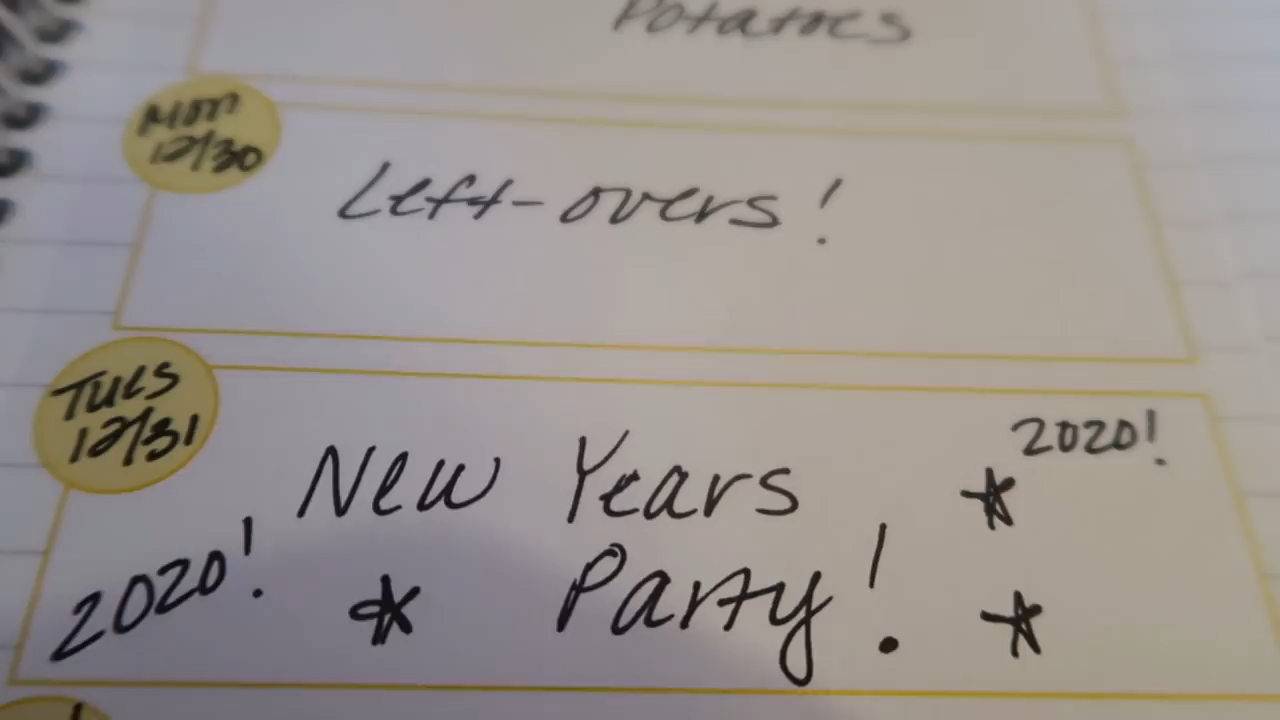 Potatoes
Mon
12/30
Left-overs!
Tues
12/31
New Years
2020!
2020!
Party!